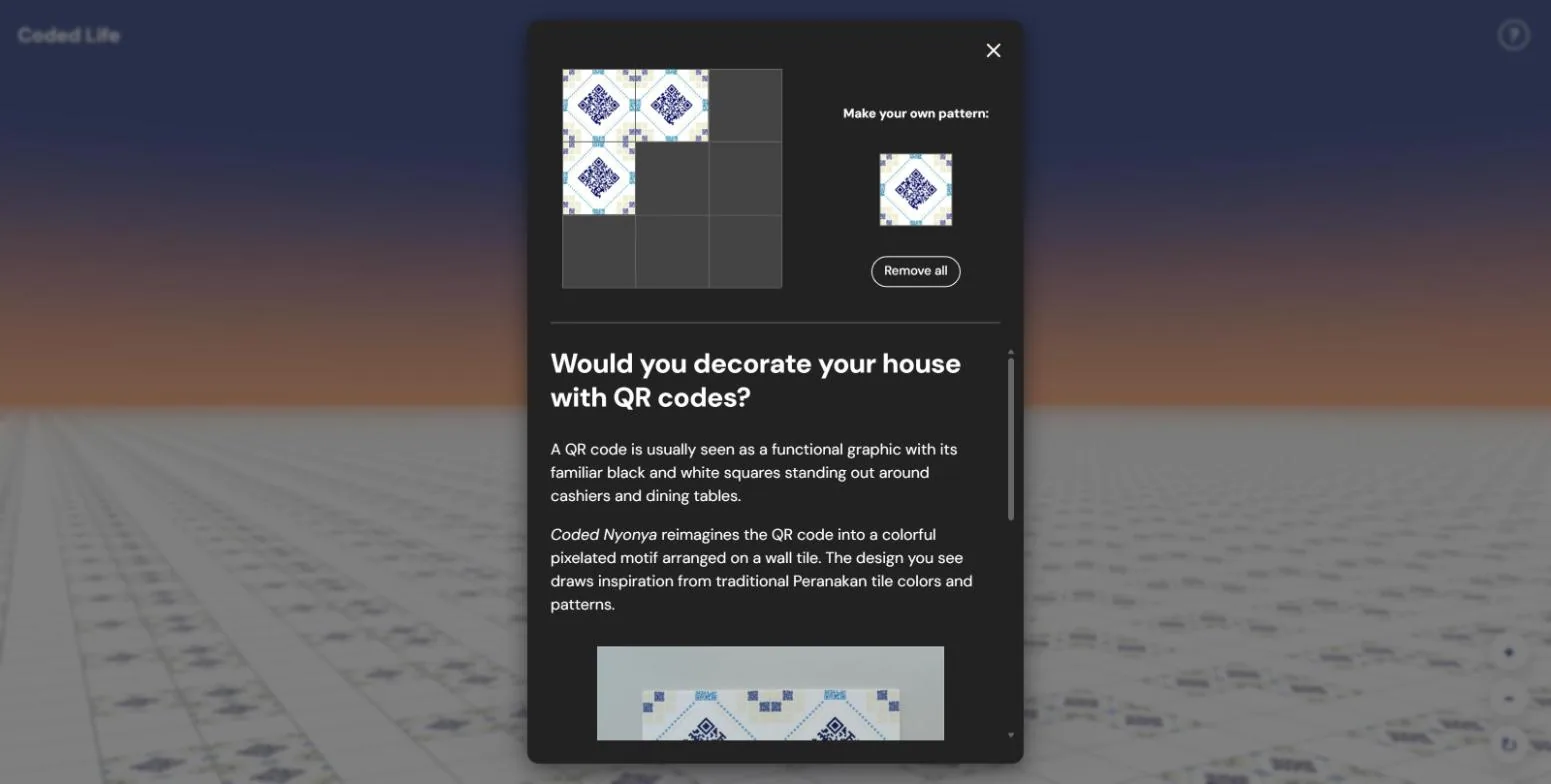 Coded Life
?
Make your own pattern:
Remove all
Would you decorate your house
with QR codes?
A QR code is usually seen as a functional graphic with its
familiar black and white squares standing out around
cashiers and dining tables.
Coded Nyonya reimagines the QR code into a colorful
pixelated motif arranged on a wall tile. The design you see
draws inspiration from traditional Peranakan tile colors and
patterns.